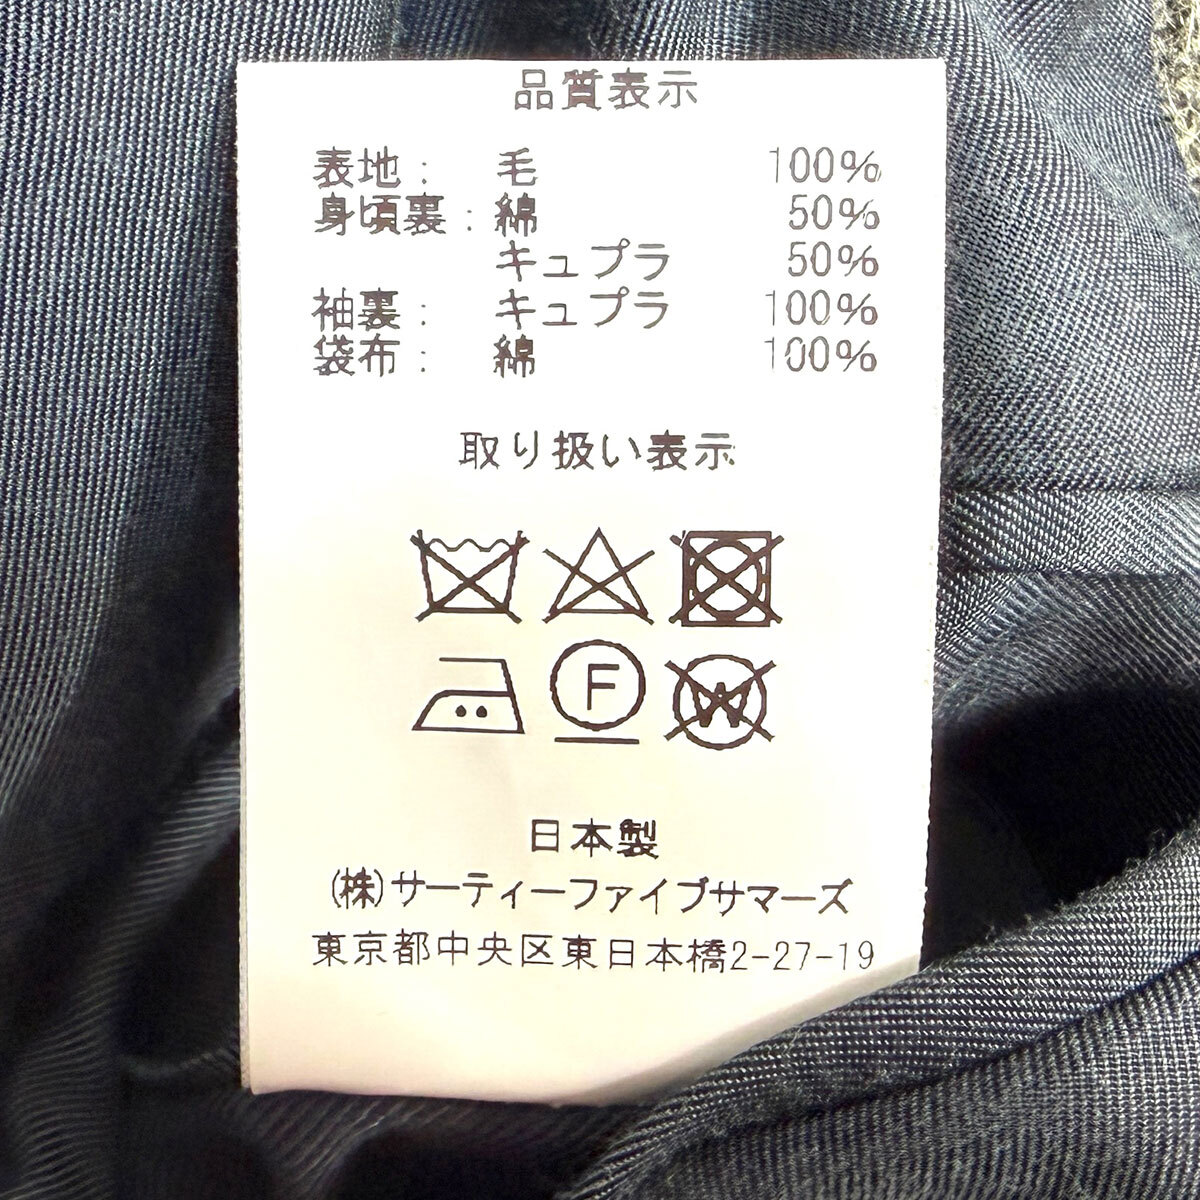 品質表示
表地： 毛 100%
身頃裏： 綿 50%
キュプラ 50%
袖裏： キュプラ 100%
袋布： 綿 100%
取り扱い表示
F
W
日本製
(株)サーティーファイブサマーズ
東京都中央区東日本橋2-27-19